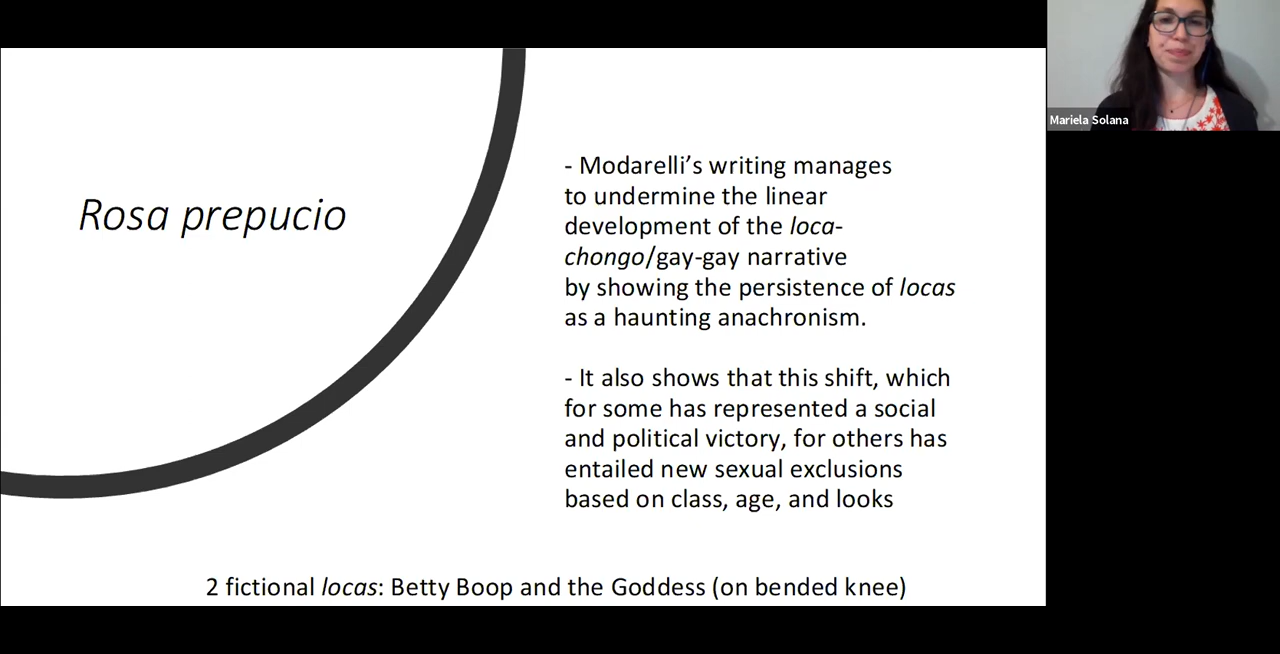 Rosa prepucio
- Modarelli’s writing manages
to undermine the linear
development of the loca-
chongo/gay-gay narrative
by showing the persistence of locas
as a haunting anachronism.
- It also shows that this shift, which
for some has represented a social
and political victory, for others has
entailed new sexual exclusions
based on class, age, and looks
2 fictional locas: Betty Boop and the Goddess (on bended knee)
Mariela Solana